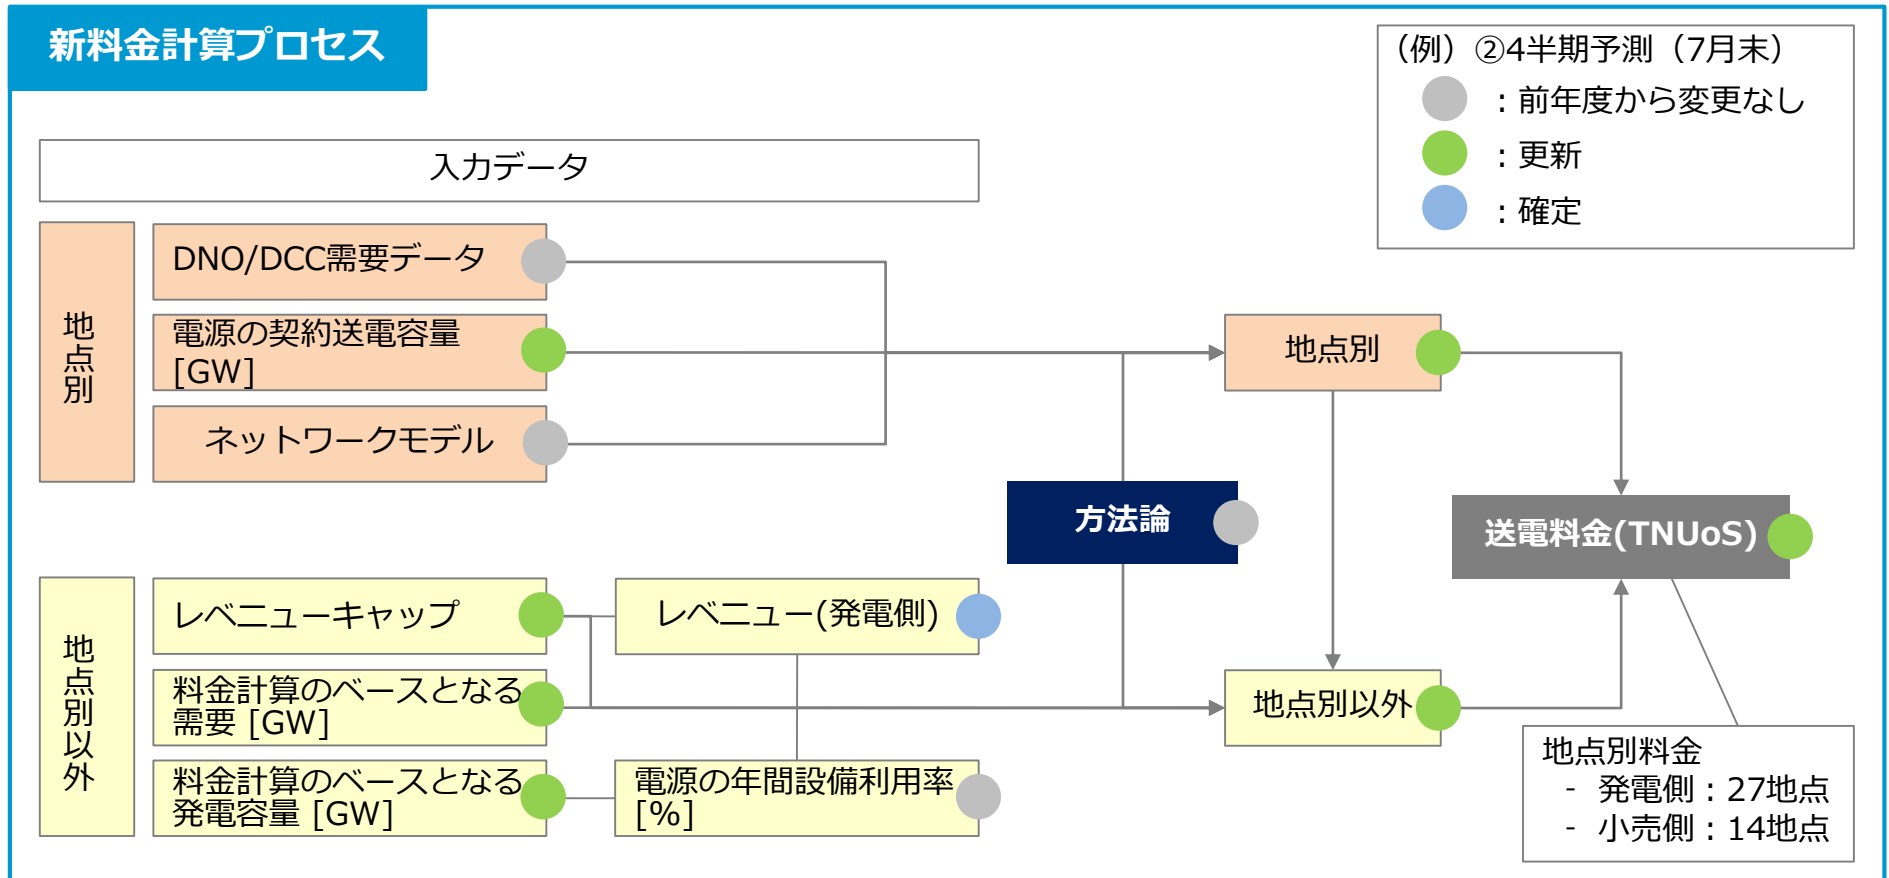 新料金計算プロセス
(例)②4半期予測(7月末)
:前年度から変更なし
:更新
:確定
入力データ
地点別
DNO/DCC需要データ
電源の契約送電容量
[GW]
ネットワークモデル
地点別
方法論
送電料金(TNUoS)
地点別以外
レベニューキャップ
レベニュー(発電側)
料金計算のベースとなる
需要 [GW]
地点別以外
料金計算のベースとなる
発電容量 [GW]
電源の年間設備利用率
[%]
地点別料金
- 発電側:27地点
- 小売側:14地点